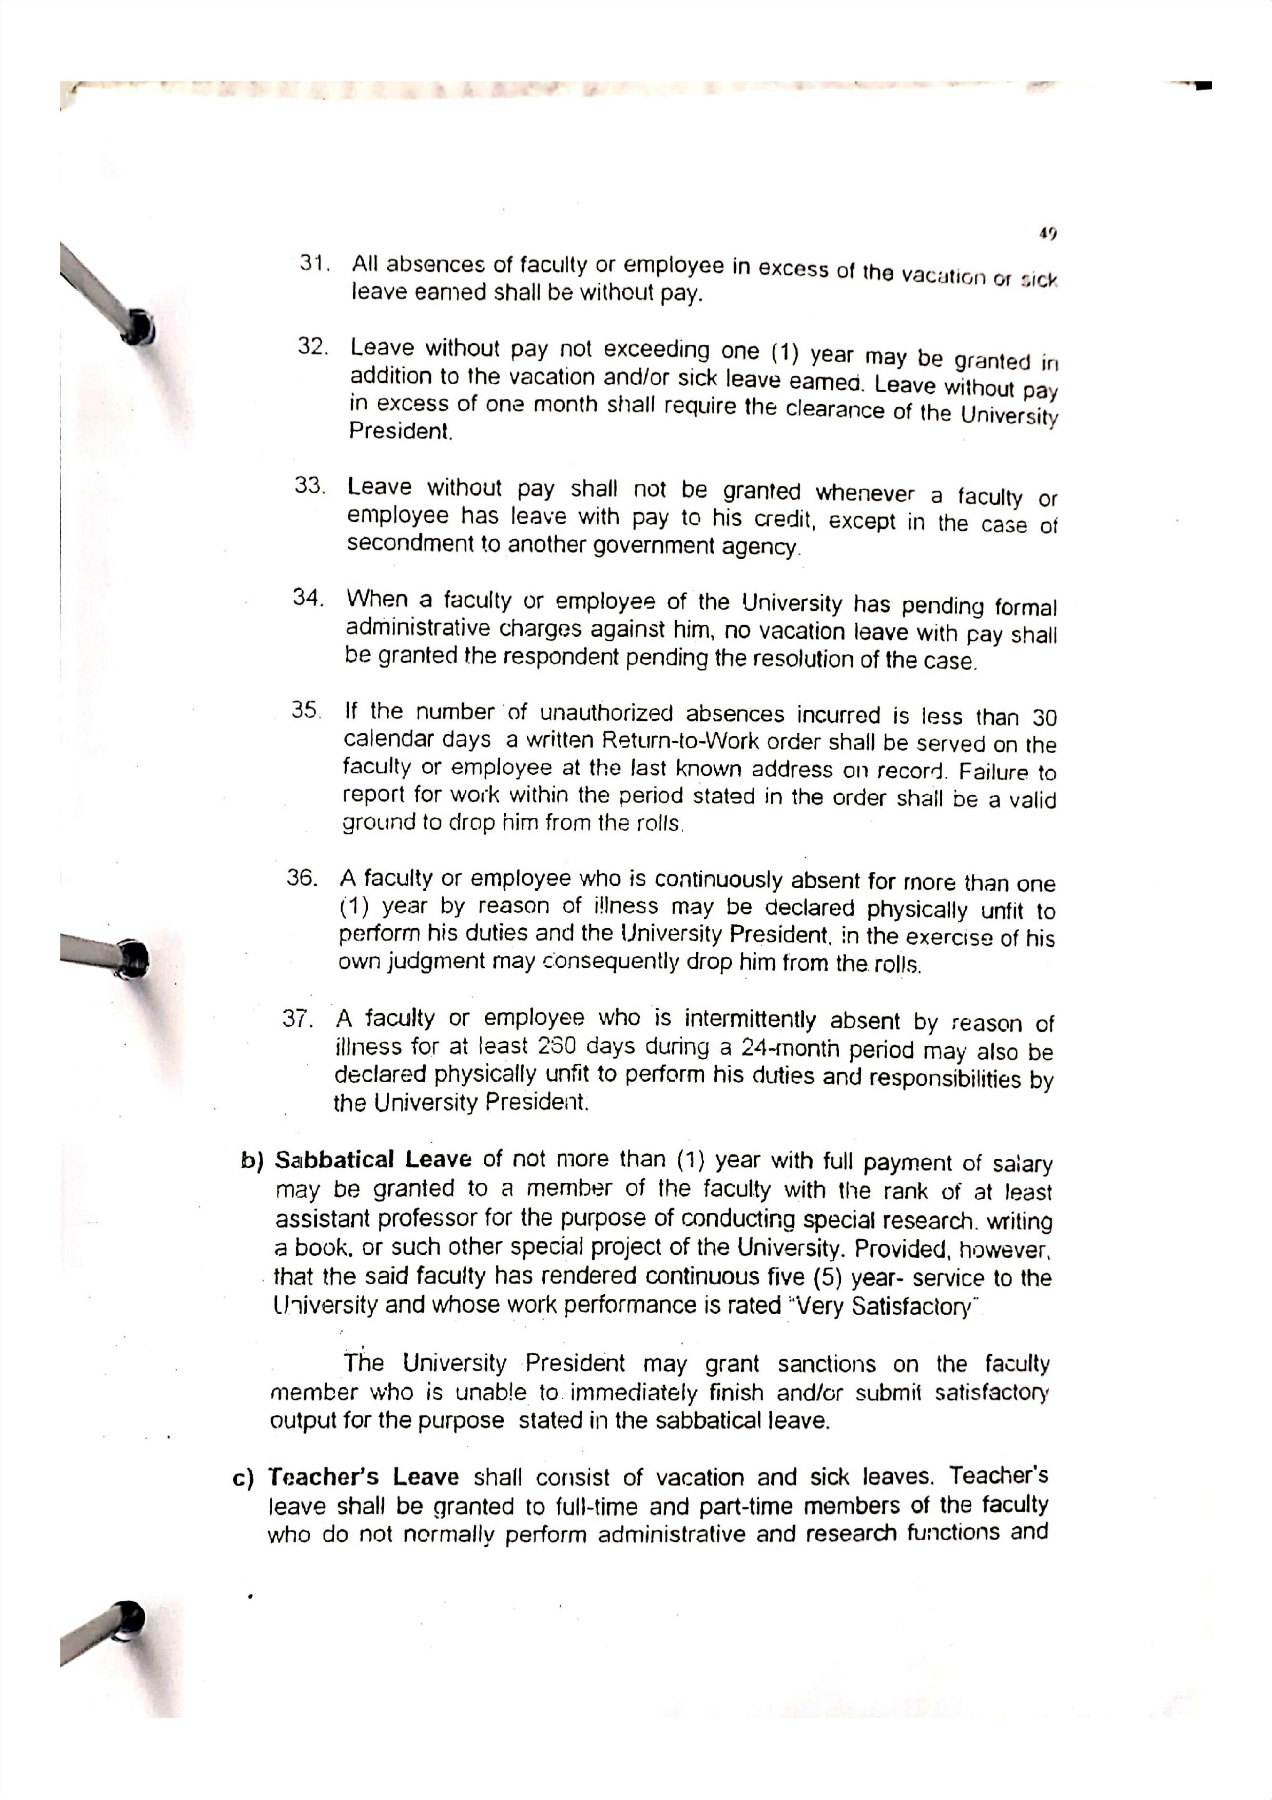 49
31. All absences of faculty or employee in excess of the vacation or sick
leave earned shall be without pay.
32. Leave without pay not exceeding one (1) year may be granted in
addition to the vacation and/or sick leave earned. Leave without pay
in excess of one month shall require the clearance of the University
President.
33. Leave without pay shall not be granted whenever a faculty or
employee has leave with pay to his credit, except in the case of
secondment to another government agency.
34. When a faculty or employee of the University has pending formal
administrative charges against him, no vacation leave with pay shall
be granted the respondent pending the resolution of the case.
35. If the number of unauthorized absences incurred is less than 30
calendar days a written Return-to-Work order shall be served on the
faculty or employee at the last known address on record. Failure to
report for work within the period stated in the order shall be a valid
ground to drop him from the rolls.
36. A faculty or employee who is continuously absent for more than one
(1) year by reason of illness may be declared physically unfit to
perform his duties and the University President, in the exercise of his
own judgment may consequently drop him from the rolls.
37. A faculty or employee who is intermittently absent by reason of
illness for at least 260 days during a 24-month period may also be
declared physically unfit to perform his duties and responsibilities by
the University President.
b) Sabbatical Leave of not more than (1) year with full payment of salary
may be granted to a member of the faculty with the rank of at least
assistant professor for the purpose of conducting special research, writing
a book, or such other special project of the University. Provided, however,
that the said faculty has rendered continuous five (5) year- service to the
University and whose work performance is rated "Very Satisfactory"
The University President may grant sanctions on the faculty
member who is unable to immediately finish and/or submit satisfactory
output for the purpose stated in the sabbatical leave.
c) Teacher's Leave shall consist of vacation and sick leaves. Teacher's
leave shall be granted to full-time and part-time members of the faculty
who do not normally perform administrative and research functions and